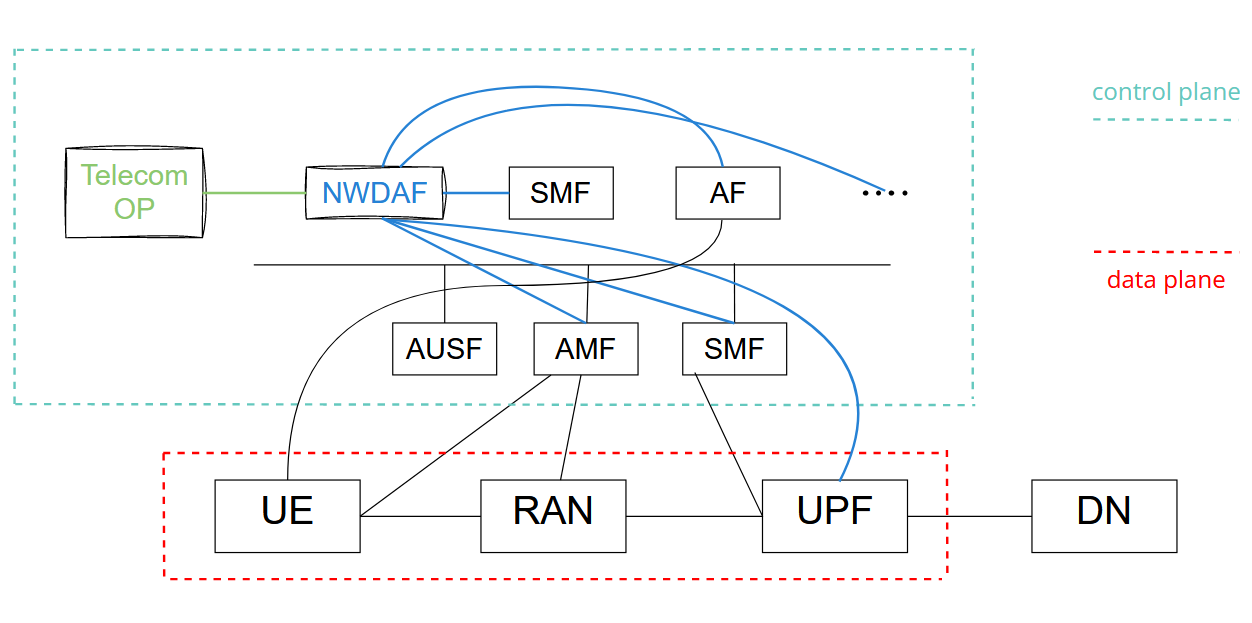 control plane
Telecom
OP
NWDAF
SMF
AF
....
data plane
AUSF
AMF
SMF
UE
RAN
UPF
DN